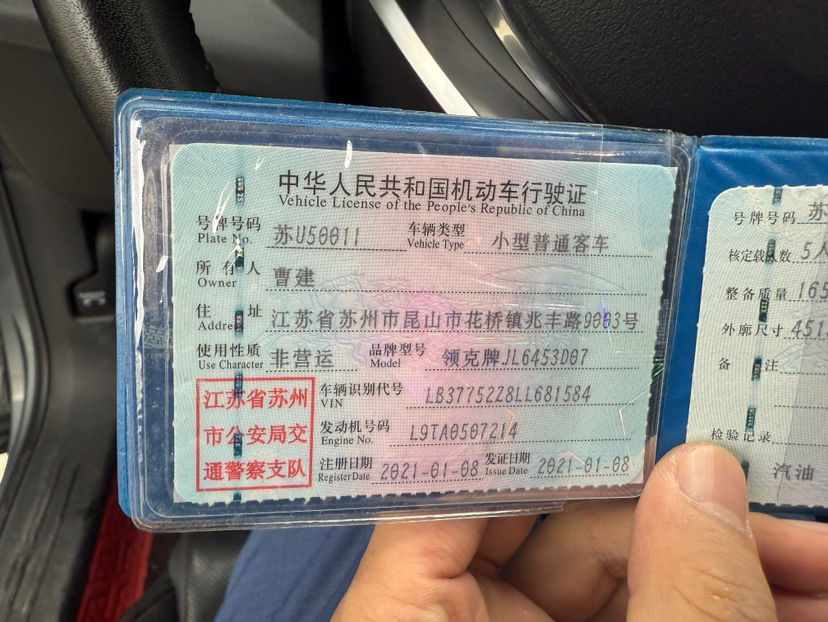 中华人民共和国机动车行驶证
Vehicle License of the People's Republic of China
号牌号码 苏U50011 车辆类型 小型普通客车
Plate No. Vehicle Type
所有人 曹建
Owner
住址 江苏省苏州市昆山市花桥镇兆丰路9003号
Address
使用性质 非营运 品牌型号 领克牌JL6453D07
Use Character Model
江苏省苏州
市公安局交
通警察支队
车辆识别代号 LB37752Z8LL681584
VIN
发动机号码 L9TA0507214
Engine No.
注册日期 2021-01-08 发证日期 2021-01-08
Register Date Issue Date
号牌号码 苏
核定载人数 5人
整备质量 165
外廓尺寸 451
备注
检验记录
汽油